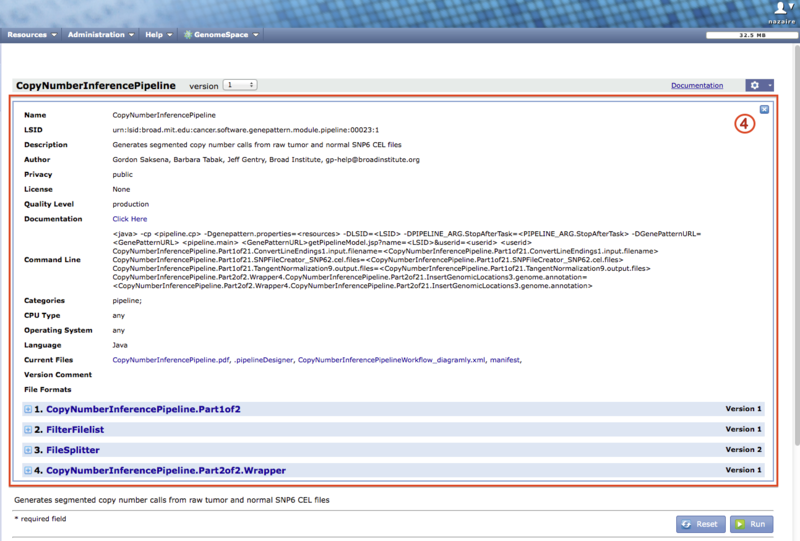 nazaire
Resources Administration Help GenomeSpace
32.5 MB
CopyNumberInferencePipeline version 1 Documentation
4
Name CopyNumberInferencePipeline
LSID urn:lsid:broad.mit.edu:cancer.software.genepattern.module.pipeline:00023:1
Description Generates segmented copy number calls from raw tumor and normal SNP6 CEL files
Author Gordon Saksena, Barbara Tabak, Jeff Gentry, Broad Institute, gp-help@broadinstitute.org
Privacy public
License None
Quality Level production
Documentation Click Here
Command Line
<java> -cp <pipeline.cp> -Dgenepattern.properties=<resources> -DLSID=<LSID> -DPIPELINE_ARG.StopAfterTask=<PIPELINE_ARG.StopAfterTask> -DGenePatternURL=
<GenePatternURL> <pipeline.main> <GenePatternURL>getPipelineModel.jsp?name=<LSID>&userid=<userid> <userid>
CopyNumberInferencePipeline.Part1of21.ConvertLineEndings1.input.filename=<CopyNumberInferencePipeline.Part1of21.ConvertLineEndings1.input.filename>
CopyNumberInferencePipeline.Part1of21.SNPFileCreator_SNP62.cel.files=<CopyNumberInferencePipeline.Part1of21.SNPFileCreator_SNP62.cel.files>
CopyNumberInferencePipeline.Part1of21.TangentNormalization9.output.files=<CopyNumberInferencePipeline.Part1of21.TangentNormalization9.output.files>
CopyNumberInferencePipeline.Part2of2.Wrapper4.CopyNumberInferencePipeline.Part2of21.InsertGenomicLocations3.genome.annotation=
<CopyNumberInferencePipeline.Part2of2.Wrapper4.CopyNumberInferencePipeline.Part2of21.InsertGenomicLocations3.genome.annotation>
Categories pipeline;
CPU Type any
Operating System any
Language Java
Current Files CopyNumberInferencePipeline.pdf, .pipelineDesigner, CopyNumberInferencePipelineWorkflow_diagramly.xml, manifest,
Version Comment
File Formats
1. CopyNumberInferencePipeline.Part1of2 Version 1
2. FilterFilelist Version 1
3. FileSplitter Version 2
4. CopyNumberInferencePipeline.Part2of2.Wrapper Version 1
Generates segmented copy number calls from raw tumor and normal SNP6 CEL files
* required field
Reset Run